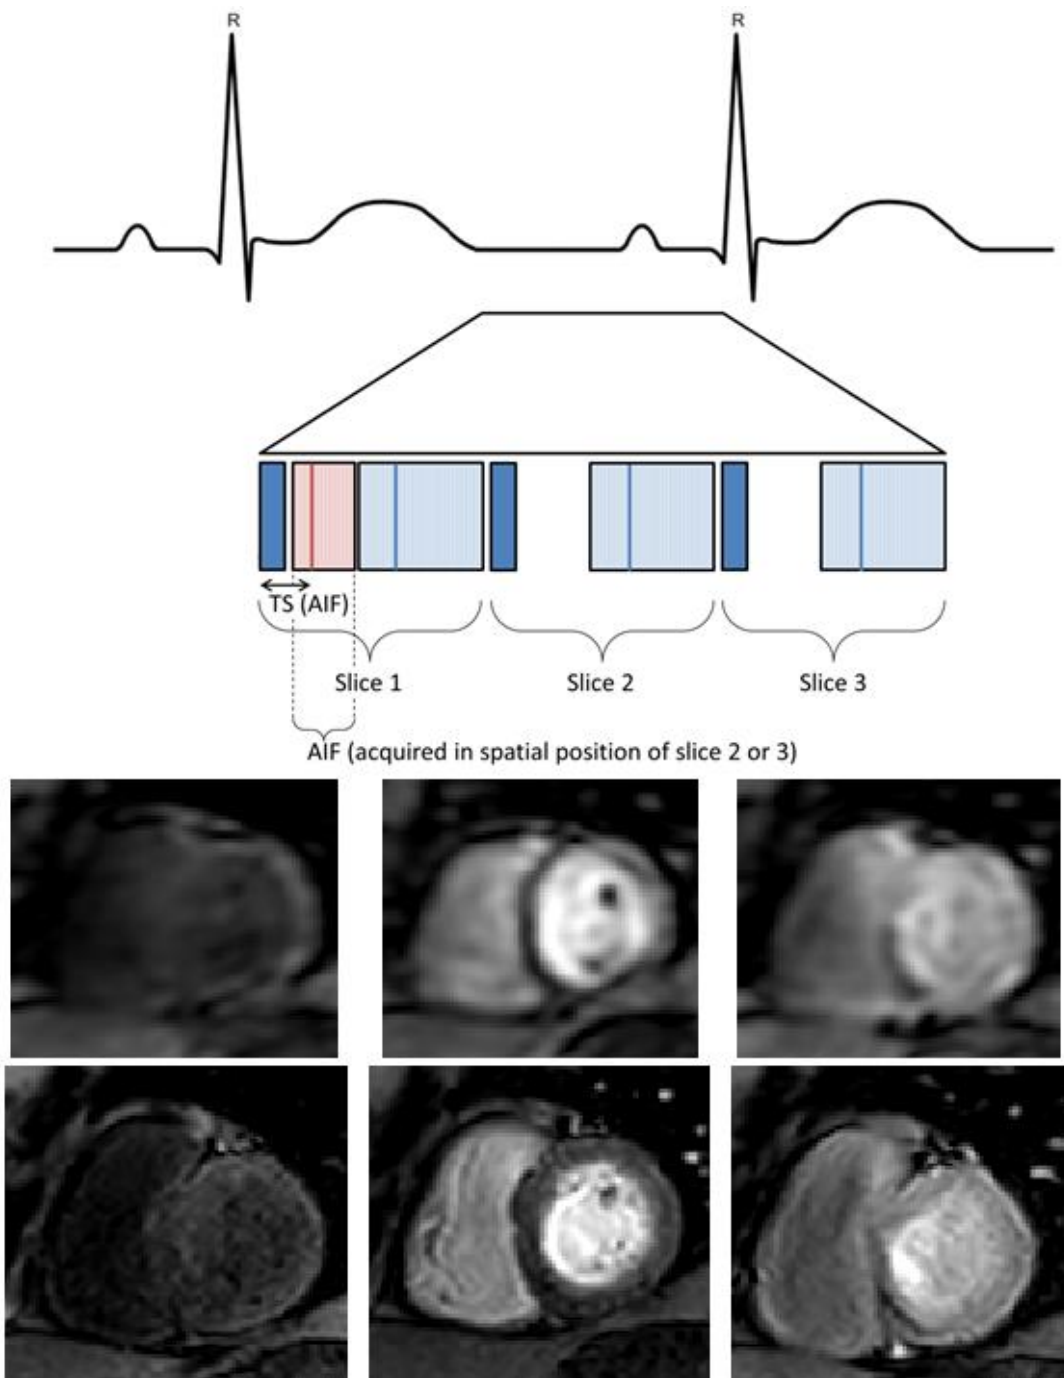 R R
TS (AIF)
Slice 1 Slice 2 Slice 3
AIF (acquired in spatial position of slice 2 or 3)